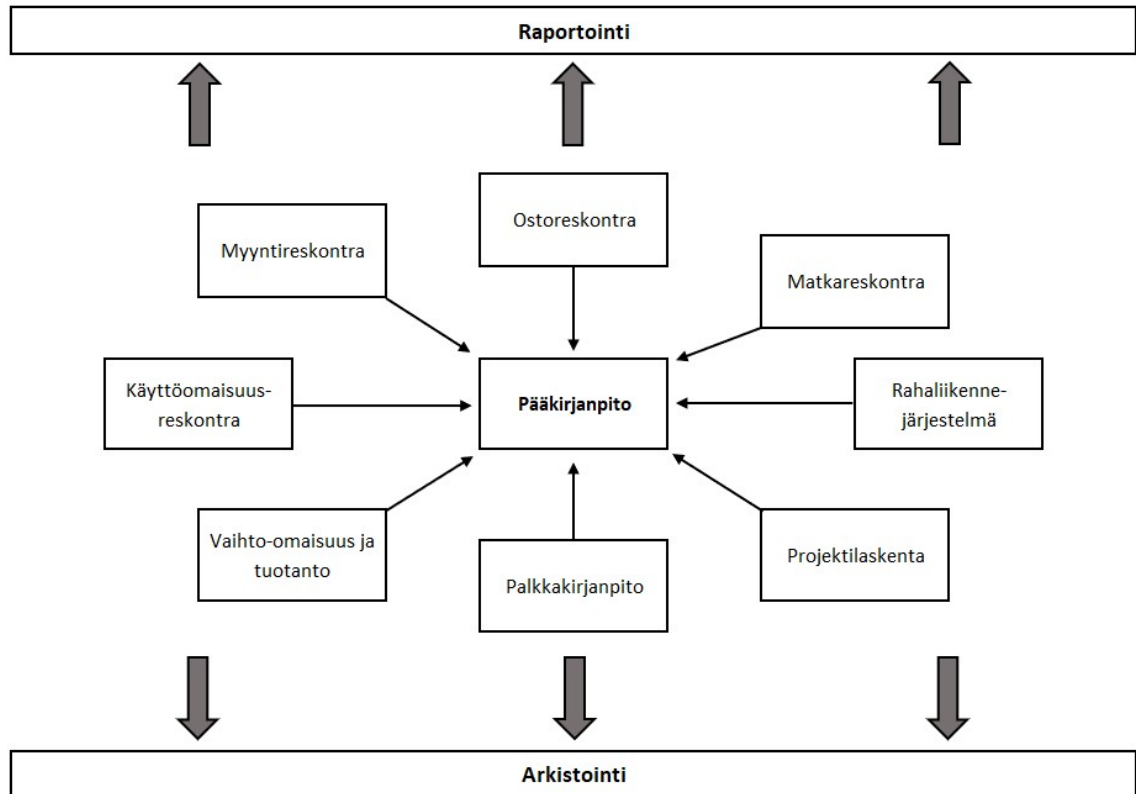 Raportointi
Ostoreskontra
Myyntireskontra
Matkareskontra
Käyttöomaisuus-
reskontra
Pääkirjanpito
Rahaliikenne-
järjestelmä
Vaihto-omaisuus ja
tuotanto
Palkkakirjanpito
Projektilaskenta
Arkistointi